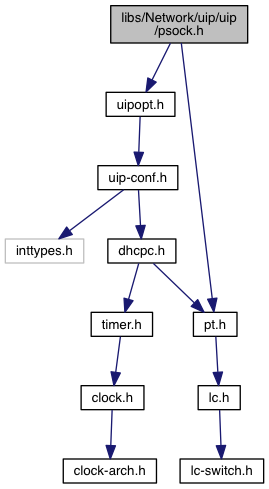 libs/Network/uip/uip
/psock.h
uipopt.h
uip-conf.h
inttypes.h
dhcpc.h
timer.h
pt.h
clock.h
lc.h
clock-arch.h
lc-switch.h